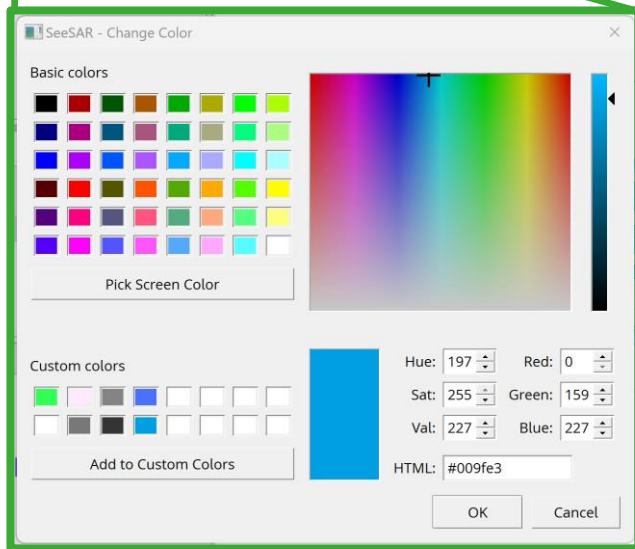 SeeSAR - Change Color
Basic colors
Pick Screen Color
Custom colors
Add to Custom Colors
Hue: 197 Red: 0
Sat: 255 Green: 159
Val: 227 Blue: 227
HTML: #009fe3
OK Cancel